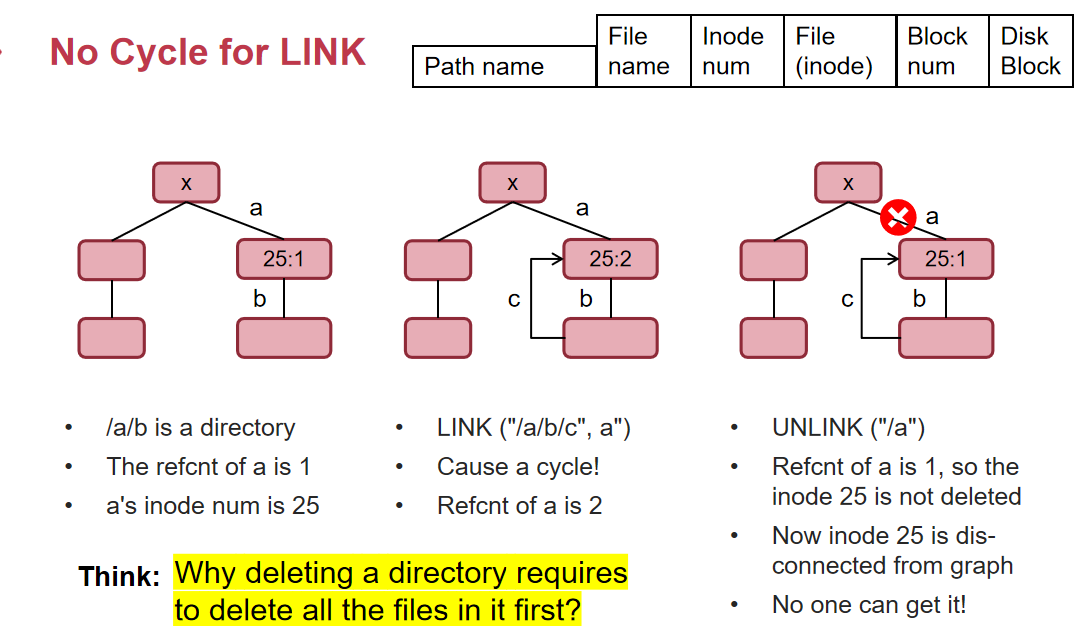 No Cycle for LINK
Path name
File
name
Inode
num
File
(inode)
Block
num
Disk
Block
x
a
25:1
b
x
a
25:2
c
b
x
a
25:1
c
b
• /a/b is a directory
• The refcnt of a is 1
• a's inode num is 25
• LINK ("/a/b/c", a")
• Cause a cycle!
• Refcnt of a is 2
• UNLINK ("/a")
• Refcnt of a is 1, so the
inode 25 is not deleted
• Now inode 25 is dis-
connected from graph
• No one can get it!
Think: Why deleting a directory requires
to delete all the files in it first?